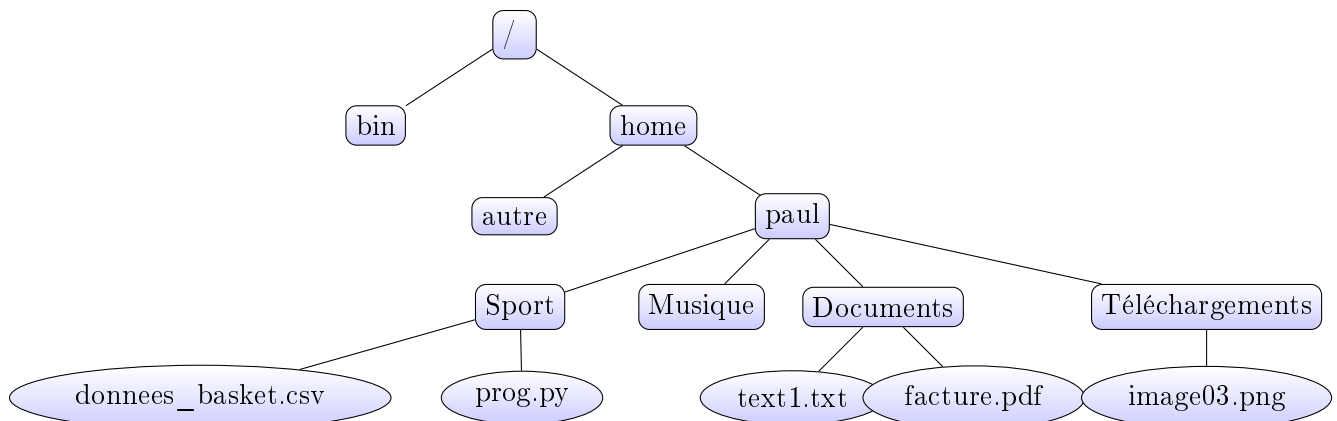 /
bin
home
autre
paul
Sport
Musique
Documents
Téléchargements
donnees_basket.csv
prog.py
text1.txt
facture.pdf
image03.png